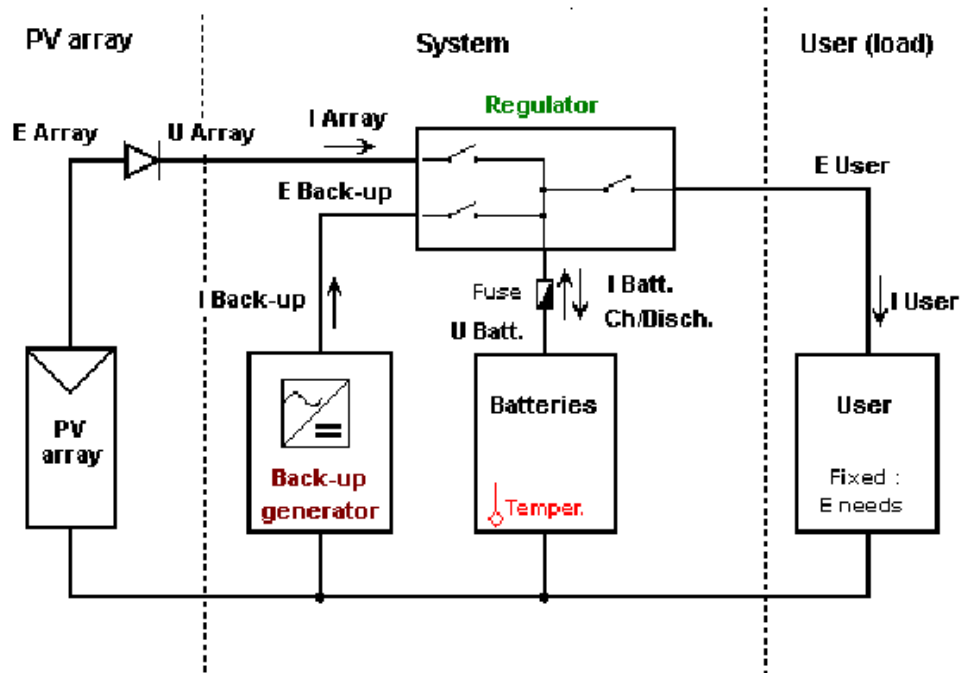 PV array
System
User (load)
Regulator
I Array
E Array
U Array
E Back-up
E User
I Back-up
Fuse
I Batt.
Ch/Disch.
U Batt.
I User
PV
array
Back-up
generator
Batteries
Temper.
User
Fixed :
E needs